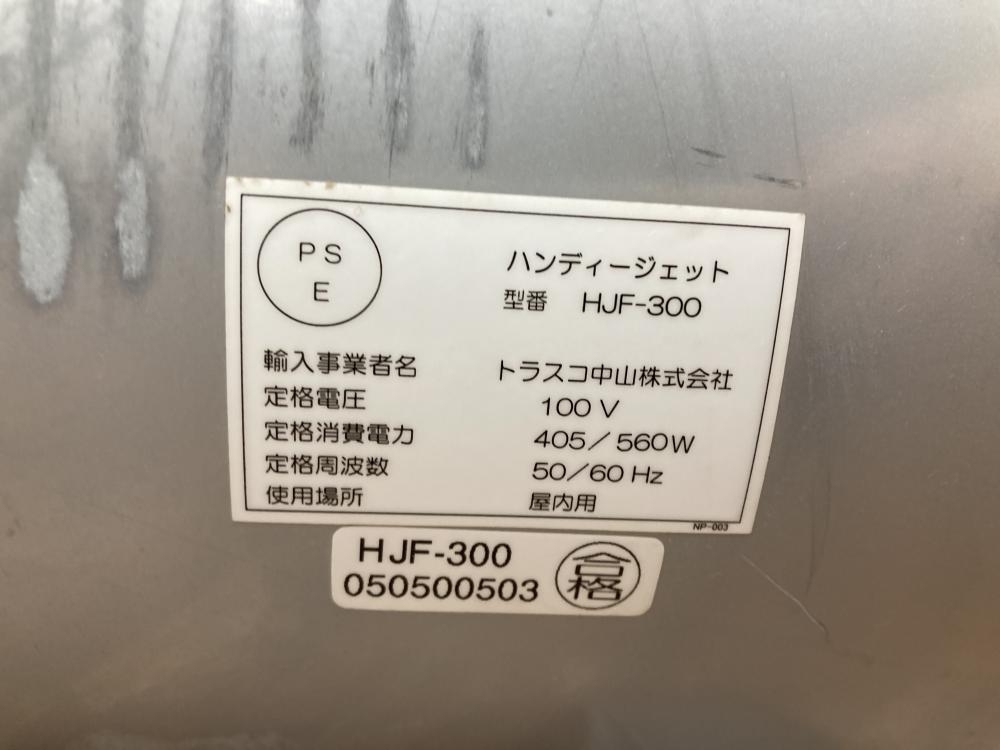 PS
E
ハンディージェット
型番 HJF-300
輸入事業者名 トラスコ中山株式会社
定格電圧 100V
定格消費電力 405/560W
定格周波数 50/60Hz
使用場所 屋内用
NP-003
HJF-300
050500503
合格